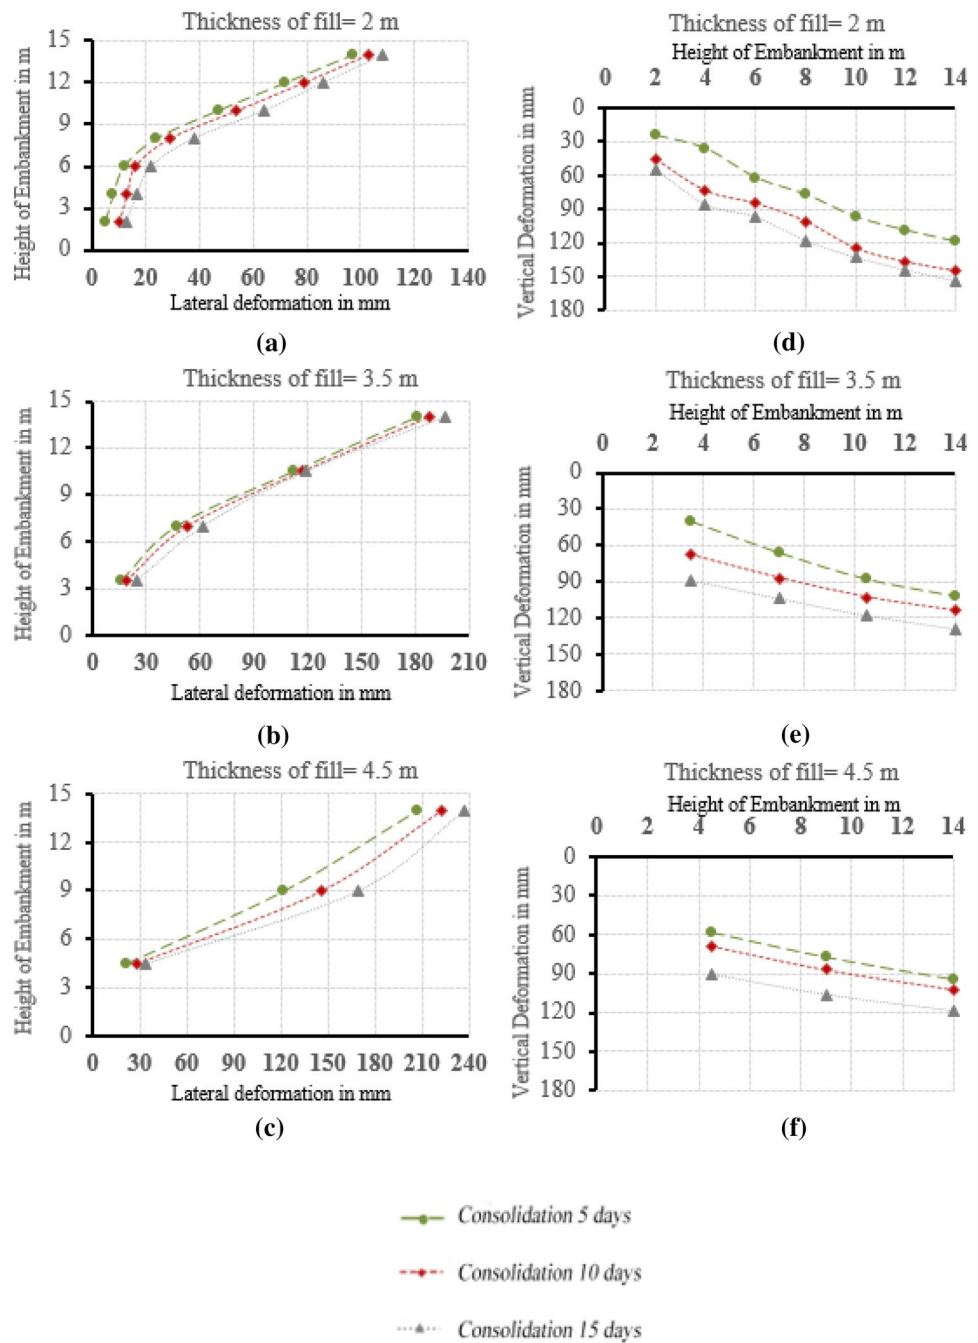 Thickness of fill= 2 m
Height of Embankment in m
15
12
9
6
3
0
0 20 40 60 80 100 120 140
Lateral deformation in mm
(a)
Thickness of fill= 2 m
Height of Embankment in m
0 2 4 6 8 10 12 14
Vertical Deformation in mm
0
30
60
90
120
150
180
(d)
Thickness of fill= 3.5 m
Height of Embankment in m
15
12
9
6
3
0
0 30 60 90 120 150 180 210
Lateral deformation in mm
(b)
Thickness of fill= 3.5 m
Height of Embankment in m
0 2 4 6 8 10 12 14
Vertical Deformation in mm
0
30
60
90
120
150
180
(e)
Thickness of fill= 4.5 m
Height of Embankment in m
15
12
9
6
3
0
0 30 60 90 120 150 180 210 240
Lateral deformation in mm
(c)
Thickness of fill= 4.5 m
Height of Embankment in m
0 2 4 6 8 10 12 14
Vertical Deformation in mm
0
30
60
90
120
150
180
(f)
Consolidation 5 days
Consolidation 10 days
Consolidation 15 days